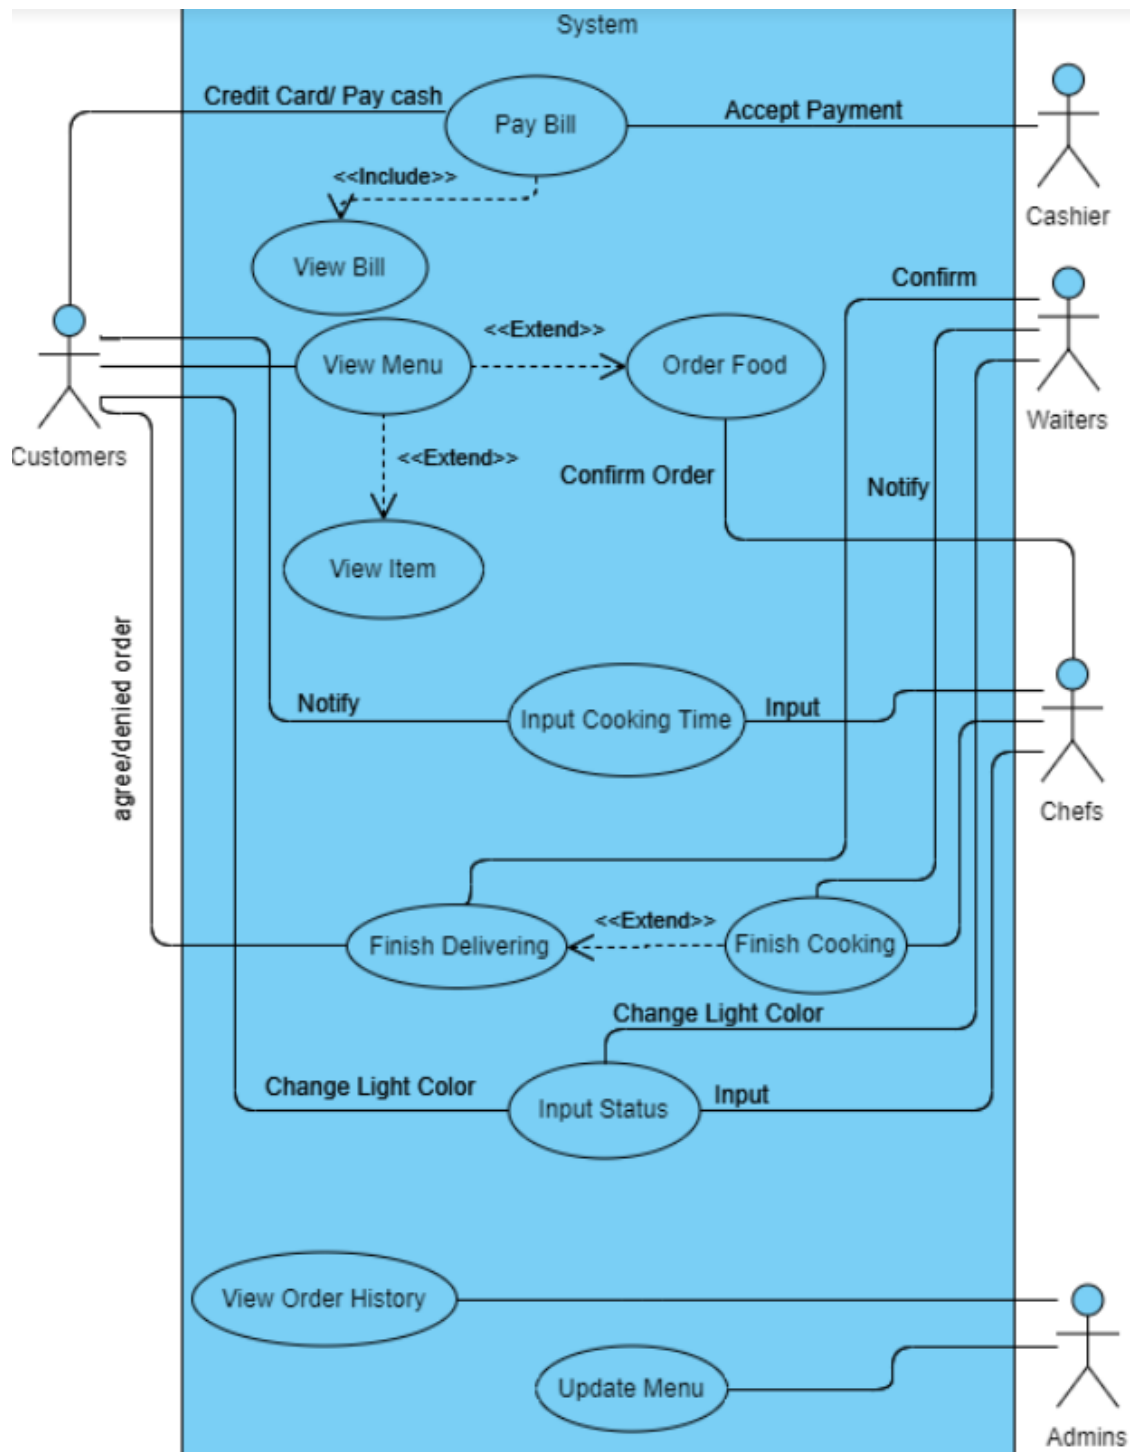 System
Credit Card/ Pay cash
Pay Bill
Accept Payment
<<Include>>
Cashier
View Bill
Confirm
<<Extend>>
View Menu
Order Food
Customers
Waiters
<<Extend>>
Confirm Order
Notify
View Item
agree/denied order
Notify
Input Cooking Time
Input
Chefs
<<Extend>>
Finish Delivering
Finish Cooking
Change Light Color
Change Light Color
Input Status
Input
View Order History
Update Menu
Admins